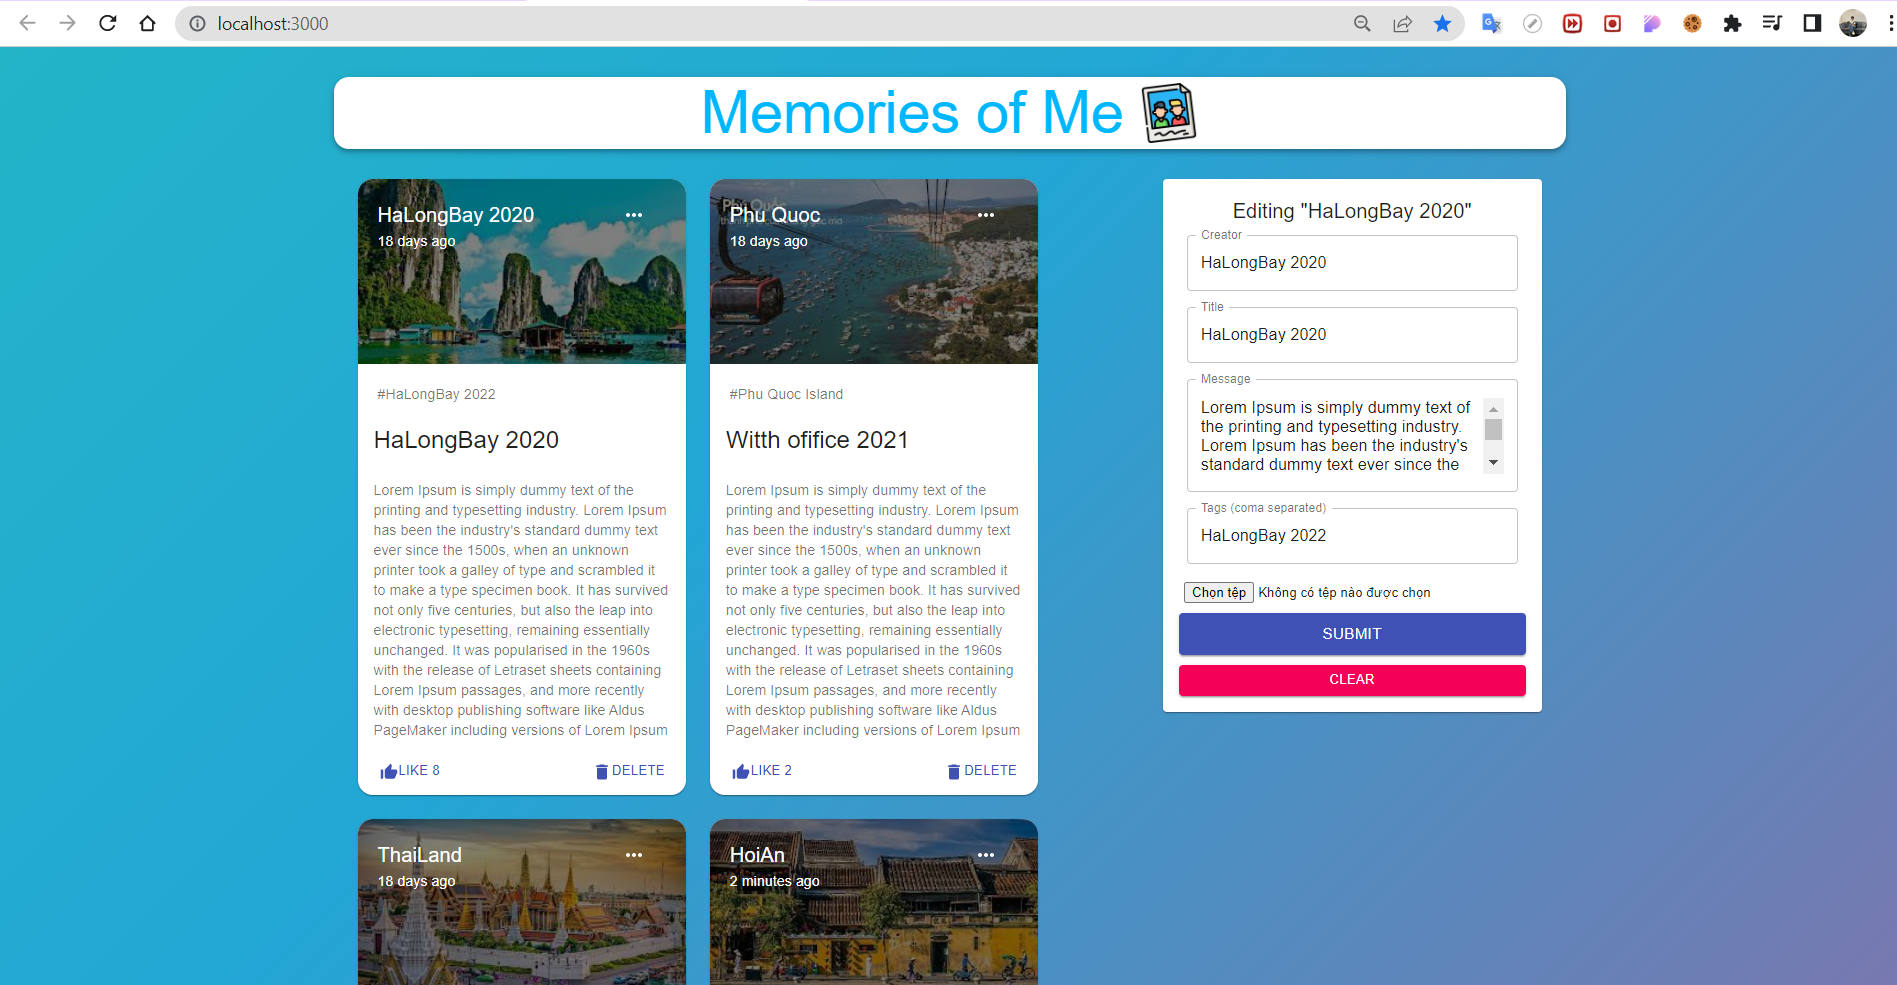 localhost:3000
Memories of Me
HaLongBay 2020
18 days ago
#HaLongBay 2022
HaLongBay 2020
Lorem Ipsum is simply dummy text of the
printing and typesetting industry. Lorem Ipsum
has been the industry's standard dummy text
ever since the 1500s, when an unknown
printer took a galley of type and scrambled it
to make a type specimen book. It has survived
not only five centuries, but also the leap into
electronic typesetting, remaining essentially
unchanged. It was popularised in the 1960s
with the release of Letraset sheets containing
Lorem Ipsum passages, and more recently
with desktop publishing software like Aldus
PageMaker including versions of Lorem Ipsum
LIKE 8
DELETE
Phu Quoc
18 days ago
#Phu Quoc Island
Witth ofifice 2021
Lorem Ipsum is simply dummy text of the
printing and typesetting industry. Lorem Ipsum
has been the industry's standard dummy text
ever since the 1500s, when an unknown
printer took a galley of type and scrambled it
to make a type specimen book. It has survived
not only five centuries, but also the leap into
electronic typesetting, remaining essentially
unchanged. It was popularised in the 1960s
with the release of Letraset sheets containing
Lorem Ipsum passages, and more recently
with desktop publishing software like Aldus
PageMaker including versions of Lorem Ipsum
LIKE 2
DELETE
ThaiLand
18 days ago
HoiAn
2 minutes ago
Editing "HaLongBay 2020"
Creator
HaLongBay 2020
Title
HaLongBay 2020
Message
Lorem Ipsum is simply dummy text of
the printing and typesetting industry.
Lorem Ipsum has been the industry's
standard dummy text ever since the
Tags (coma separated)
HaLongBay 2022
Chọn tệp Không có tệp nào được chọn
SUBMIT
CLEAR